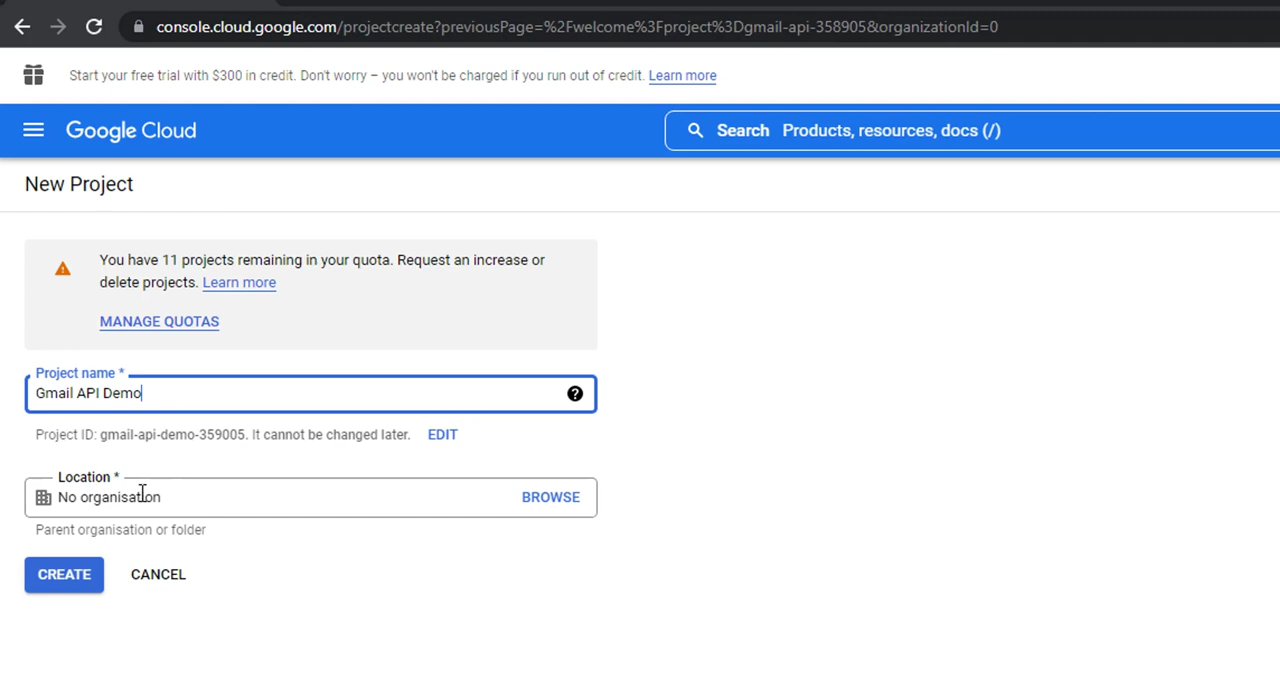 console.cloud.google.com/projectcreate?previousPage=%2Fwelcome%3Fproject%3Dgmail-api-358905&organizationId=0
Start your free trial with $300 in credit. Don't worry – you won't be charged if you run out of credit. Learn more
Google Cloud
Search Products, resources, docs (/)
New Project
You have 11 projects remaining in your quota. Request an increase or
delete projects. Learn more
MANAGE QUOTAS
Project name *
Gmail API Demo
Project ID: gmail-api-demo-359005. It cannot be changed later. EDIT
Location *
No organisation BROWSE
Parent organisation or folder
CREATE CANCEL